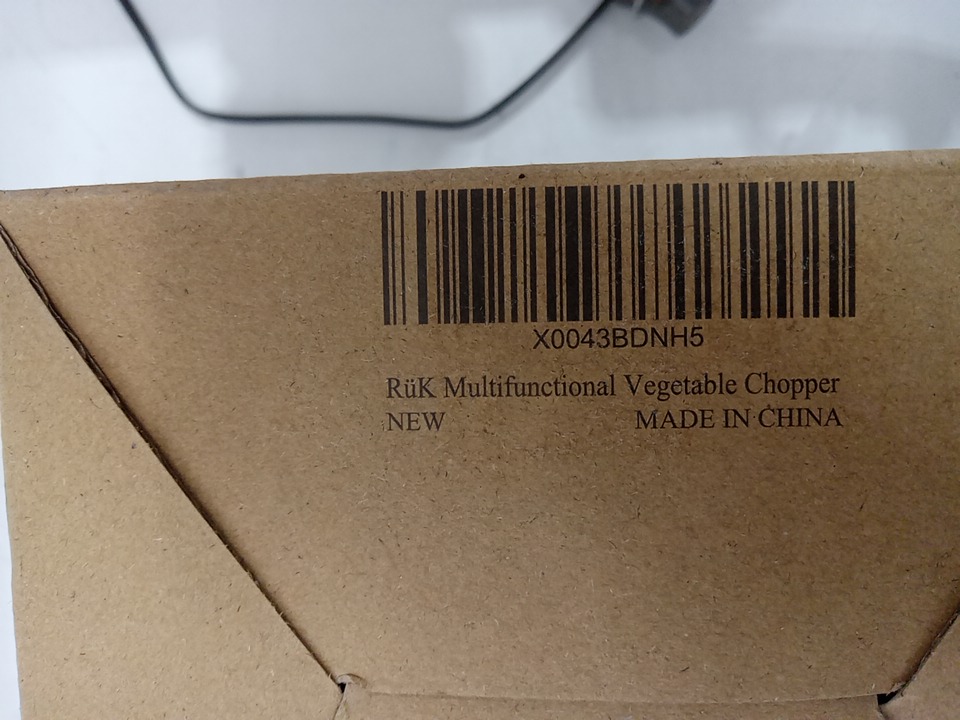 X0043BDNH5
RüK Multifunctional Vegetable Chopper
NEW MADE IN CHINA